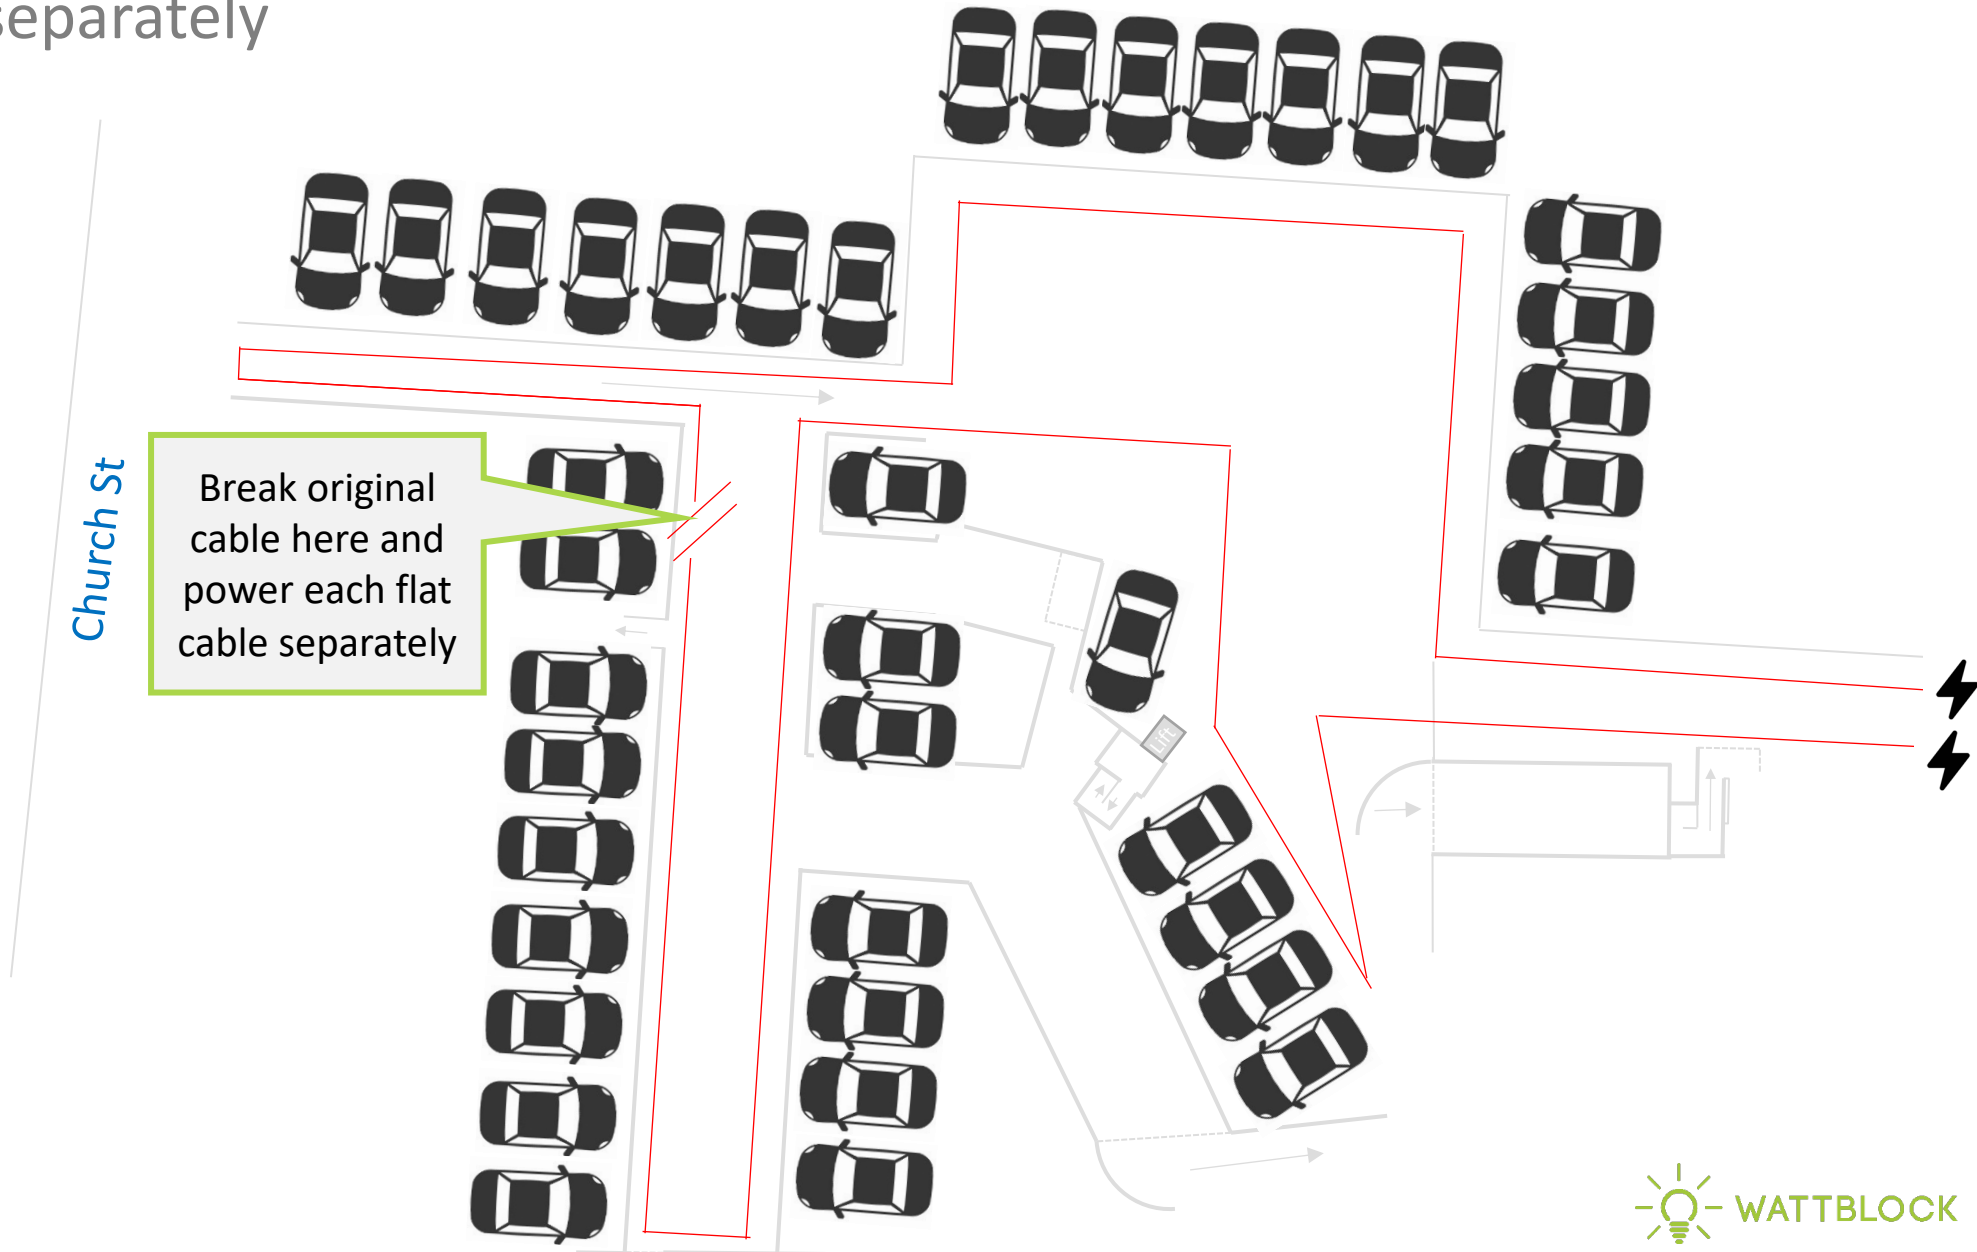 separately
Church St
Break original
cable here and
power each flat
cable separately
Lift
WATTBLOCK